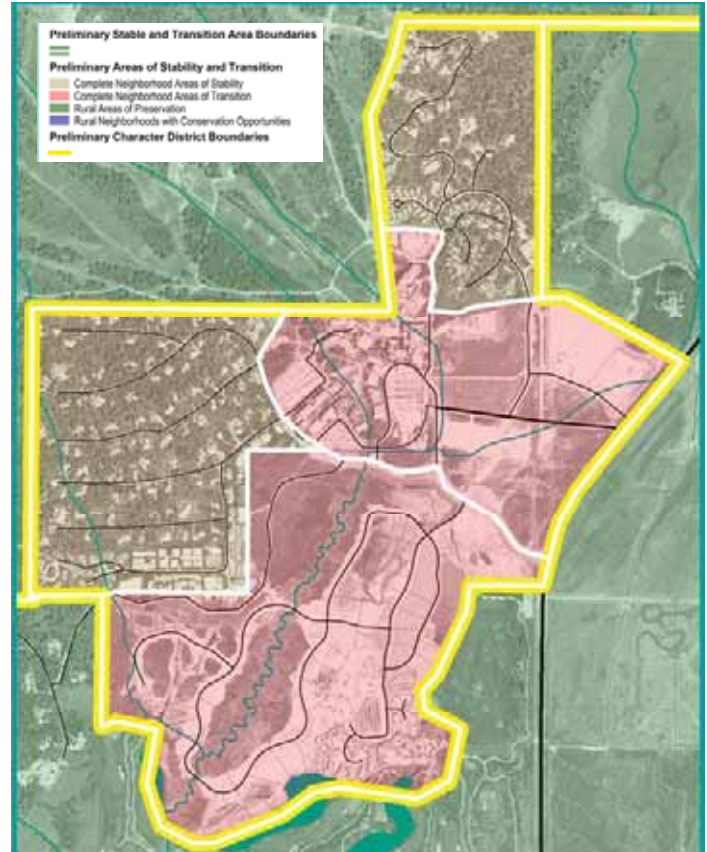 Preliminary Stable and Transition Area Boundaries
Preliminary Areas of Stability and Transition
Complete Neighborhood Areas of Stability
Complete Neighborhood Areas of Transition
Rural Areas of Preservation
Rural Neighborhoods with Conservation Opportunities
Preliminary Character District Boundaries